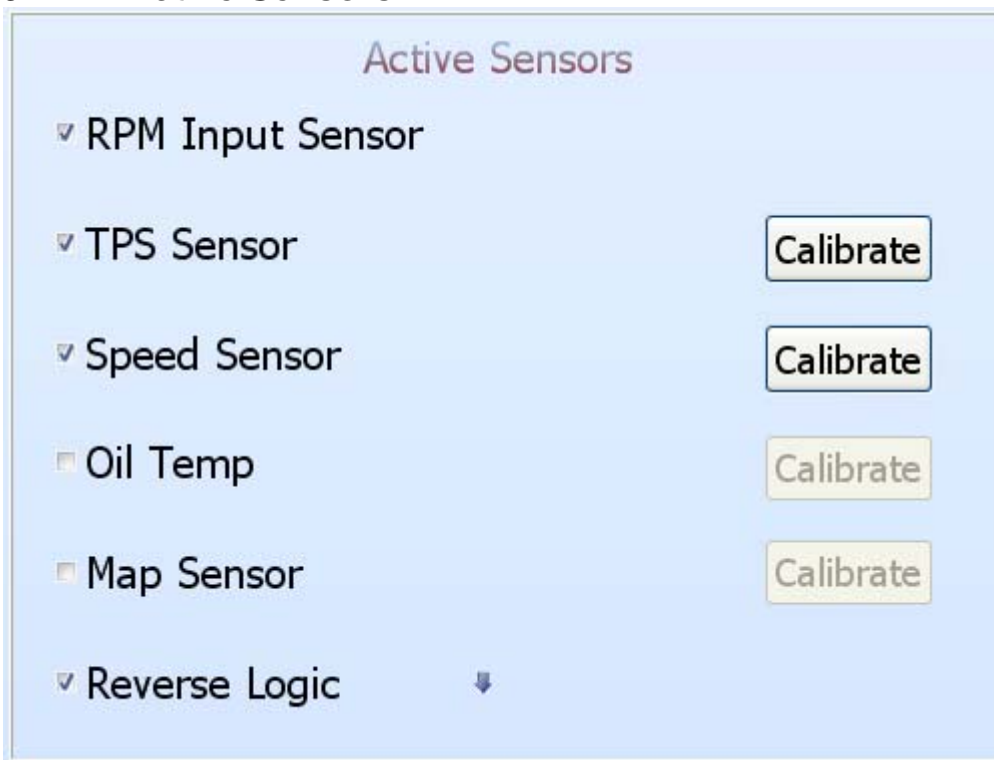 Active Sensors
RPM Input Sensor
TPS Sensor Calibrate
Speed Sensor Calibrate
Oil Temp Calibrate
Map Sensor Calibrate
Reverse Logic